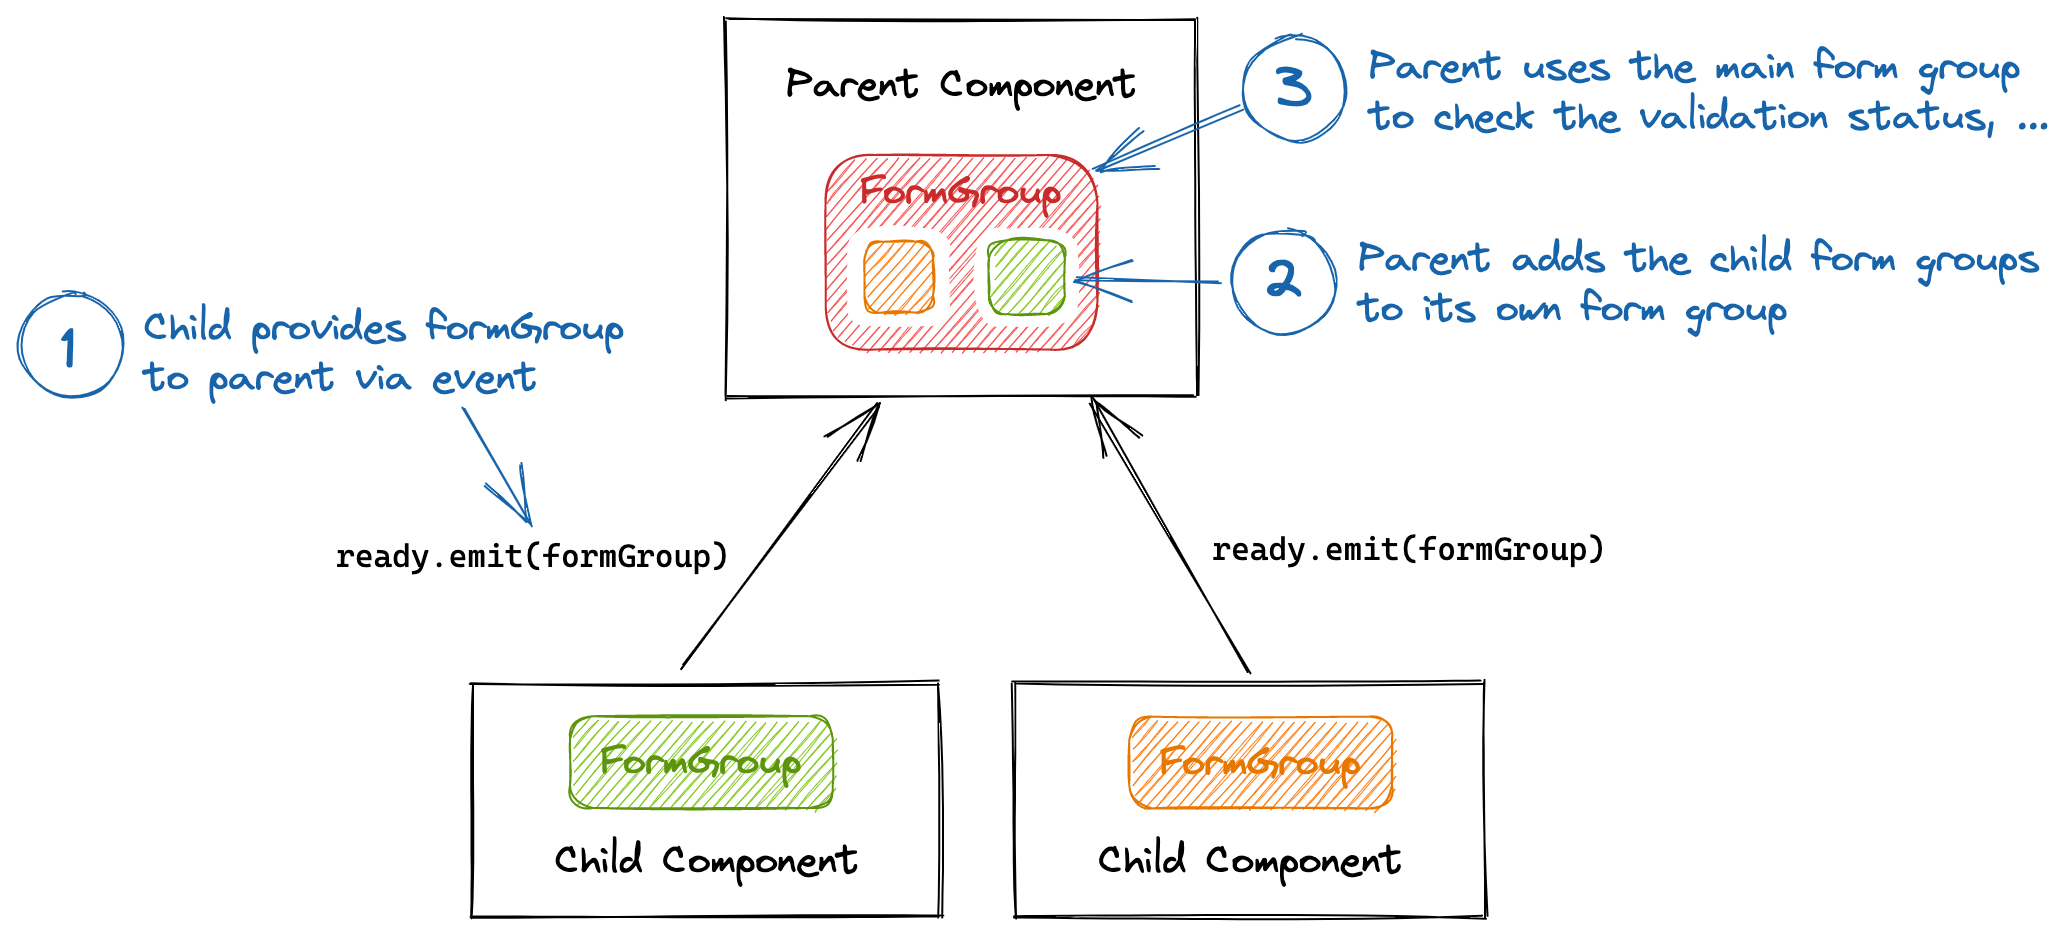 Parent Component
FormGroup
3
Parent uses the main form group
to check the validation status, ...
2
Parent adds the child form groups
to its own form group
1
Child provides formGroup
to parent via event
ready.emit(formGroup)
ready.emit(formGroup)
FormGroup
Child Component
FormGroup
Child Component